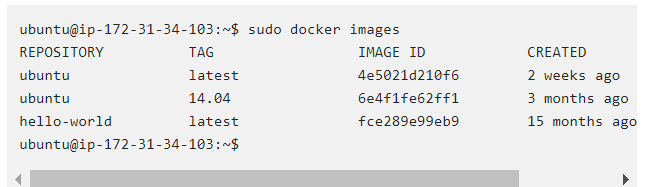 ubuntu@ip-172-31-34-103:~$ sudo docker images
REPOSITORY TAG IMAGE ID CREATED
ubuntu latest 4e5021d210f6 2 weeks ago
ubuntu 14.04 6e4f1fe62ff1 3 months ago
hello-world latest fce289e99eb9 15 months ago
ubuntu@ip-172-31-34-103:~$